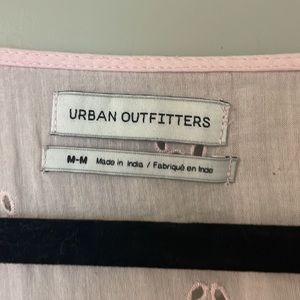 URBAN OUTFITTERS
M-M Made in India / Fabriqué en Inde